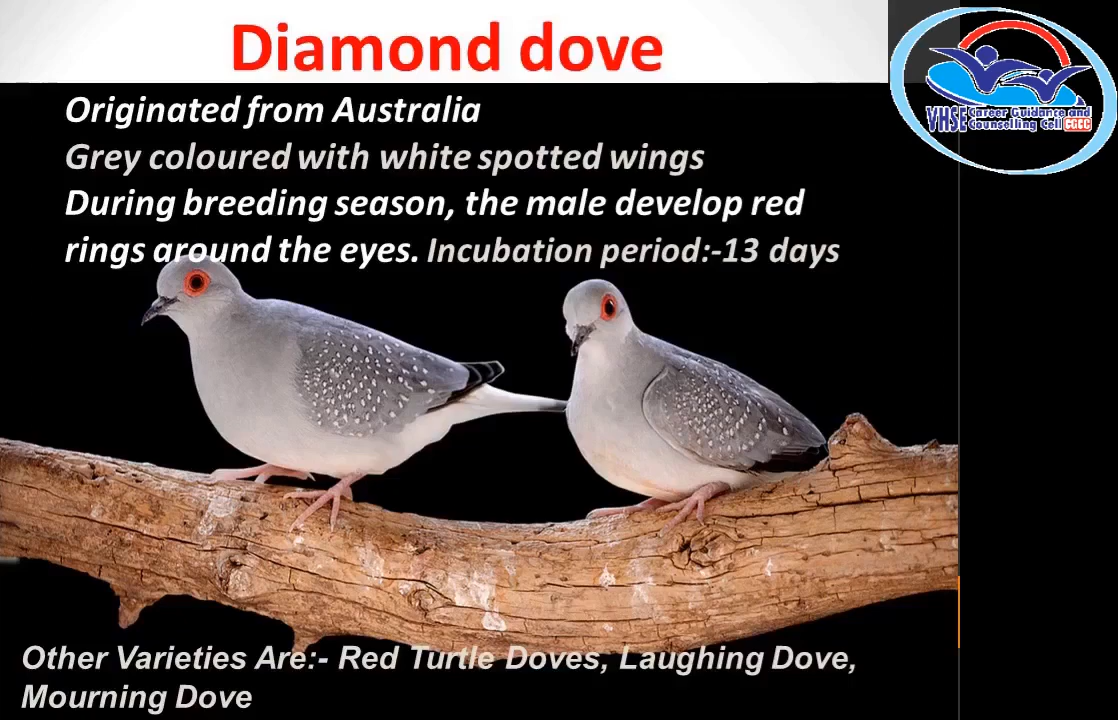 Diamond dove
Originated from Australia
Grey coloured with white spotted wings
During breeding season, the male develop red
rings around the eyes. Incubation period:-13 days
VHSE Career Guidance and
Counselling Cell CGCC
Other Varieties Are:- Red Turtle Doves, Laughing Dove,
Mourning Dove